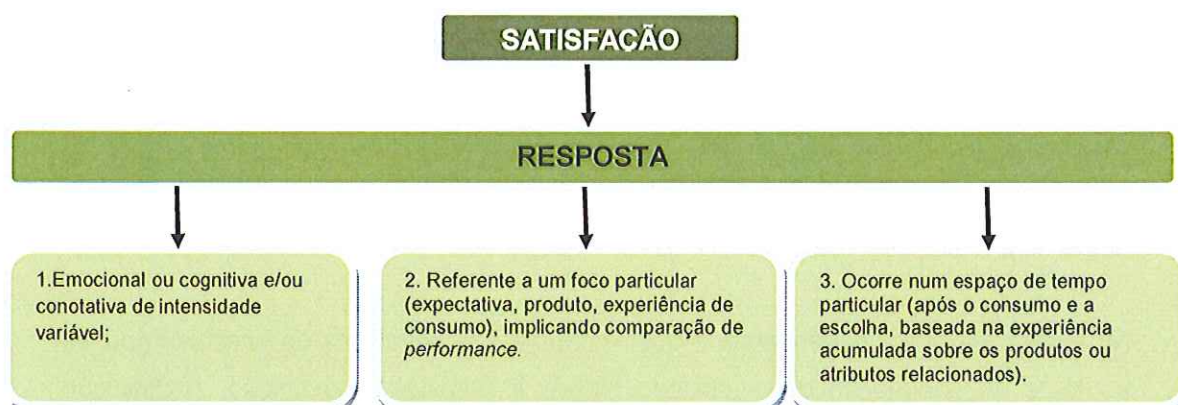 SATISFAÇÃO
RESPOSTA
1.Emocional ou cognitiva e/ou
conotativa de intensidade
variável;
2. Referente a um foco particular
(expectativa, produto, experiência de
consumo), implicando comparação de
performance.
3. Ocorre num espaço de tempo
particular (após o consumo e a
escolha, baseada na experiência
acumulada sobre os produtos ou
atributos relacionados).